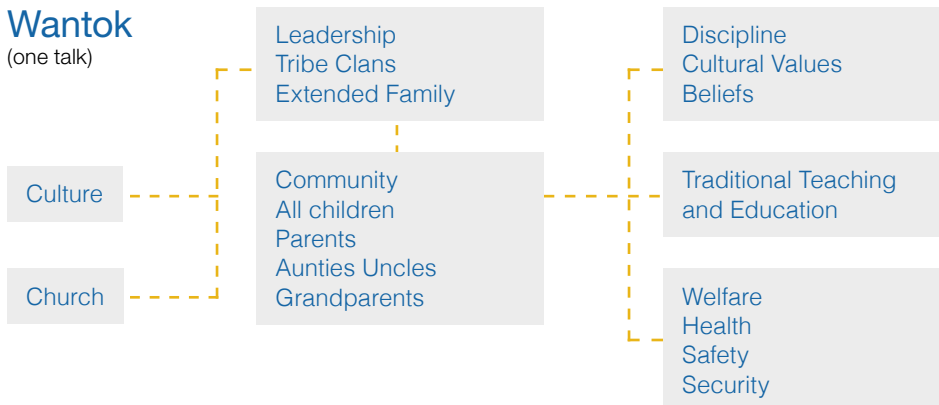 Wantok
(one talk)
Culture
Church
Leadership
Tribe Clans
Extended Family
Community
All children
Parents
Aunties Uncles
Grandparents
Discipline
Cultural Values
Beliefs
Traditional Teaching
and Education
Welfare
Health
Safety
Security